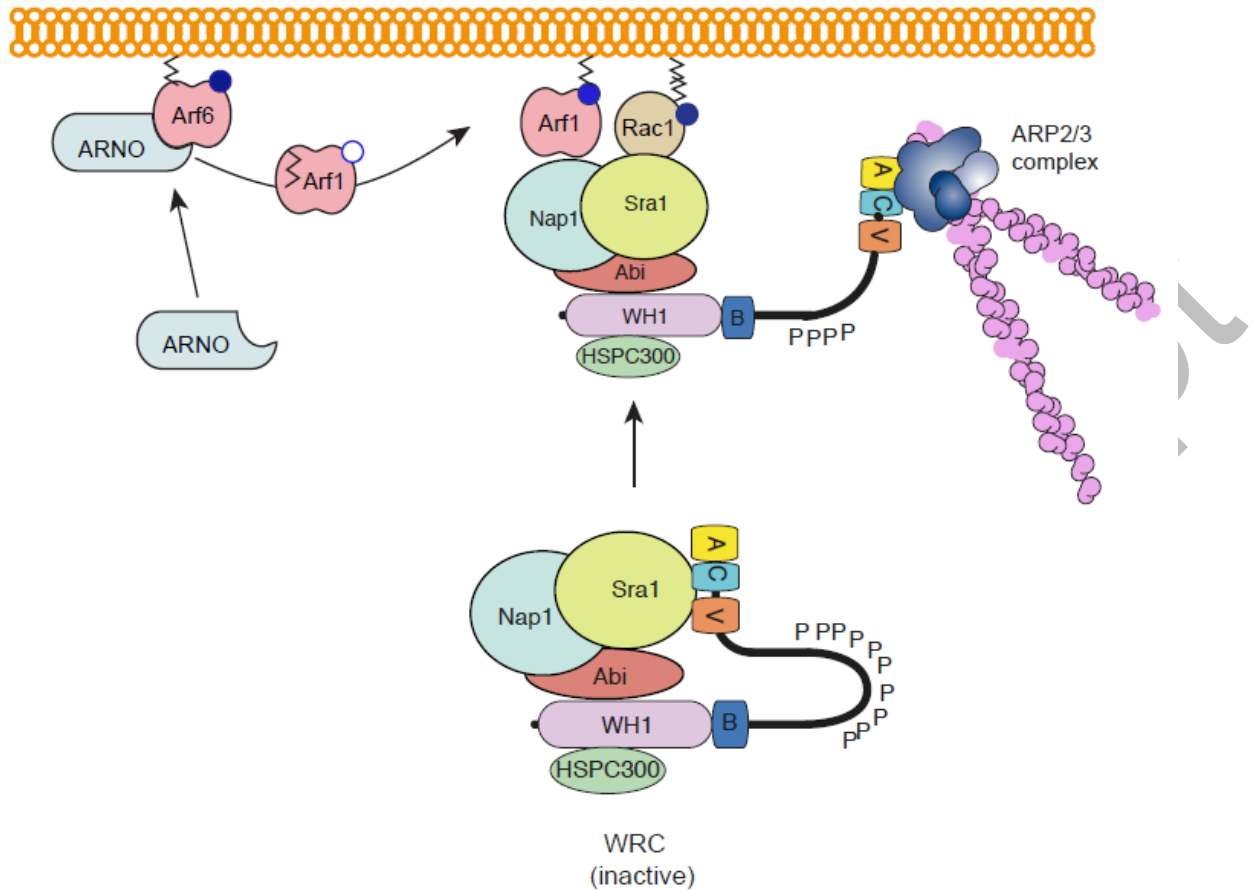 Arf6
ARNO
Arf1
ARNO
Arf1
Rac1
Nap1
Sra1
Abi
WH1
B
HSPC300
PPPP
A
C
V
ARP2/3
complex
Nap1
Sra1
A
C
V
Abi
WH1
B
HSPC300
P PPP P P P P P P P
WRC
(inactive)